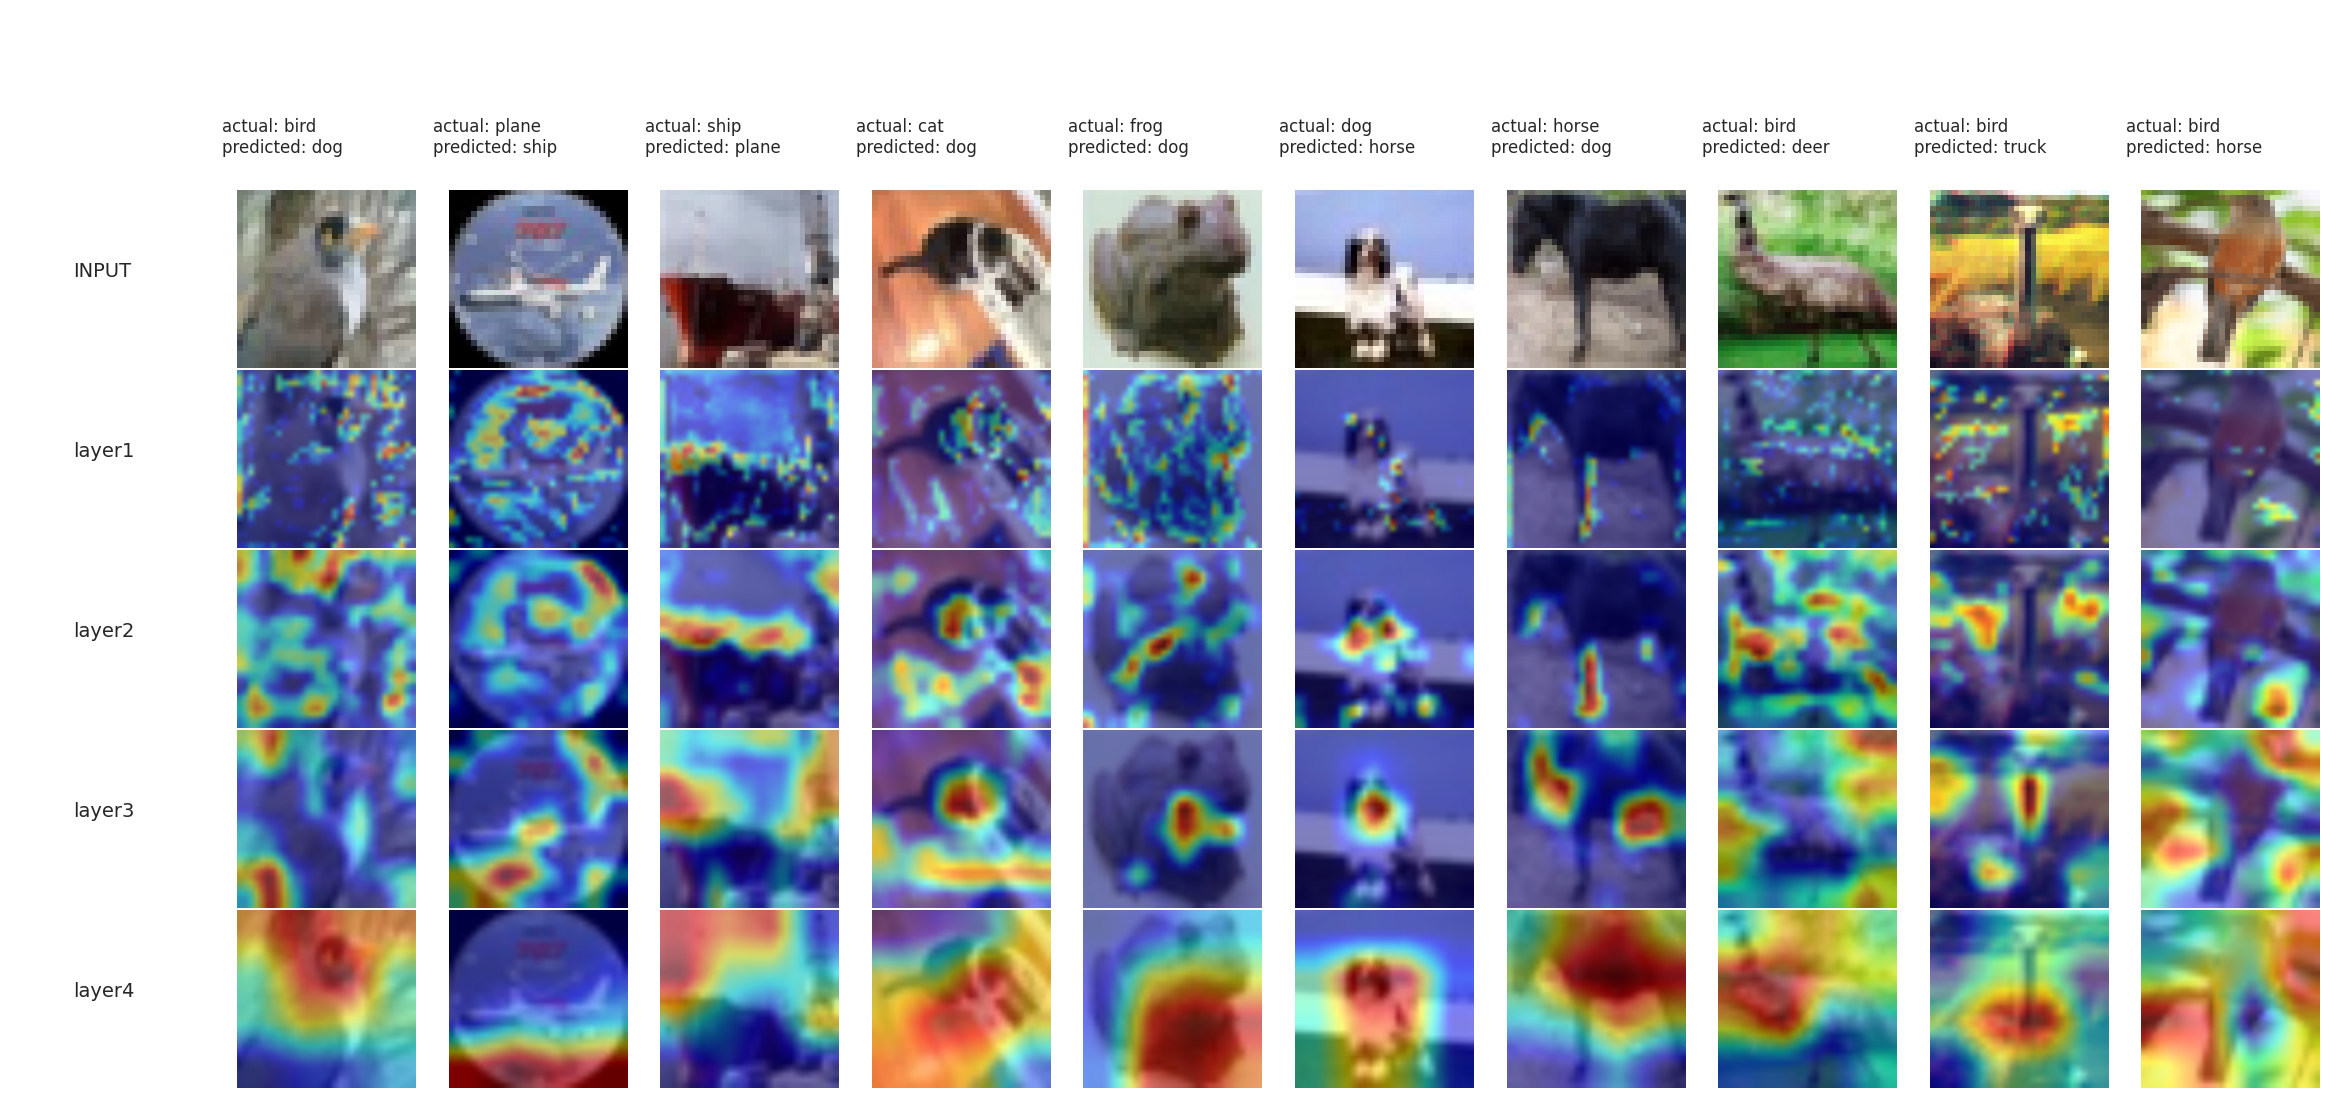 actual: bird
predicted: dog
actual: plane
predicted: ship
actual: ship
predicted: plane
actual: cat
predicted: dog
actual: frog
predicted: dog
actual: dog
predicted: horse
actual: horse
predicted: dog
actual: bird
predicted: deer
actual: bird
predicted: truck
actual: bird
predicted: horse
INPUT
layer1
layer2
layer3
layer4